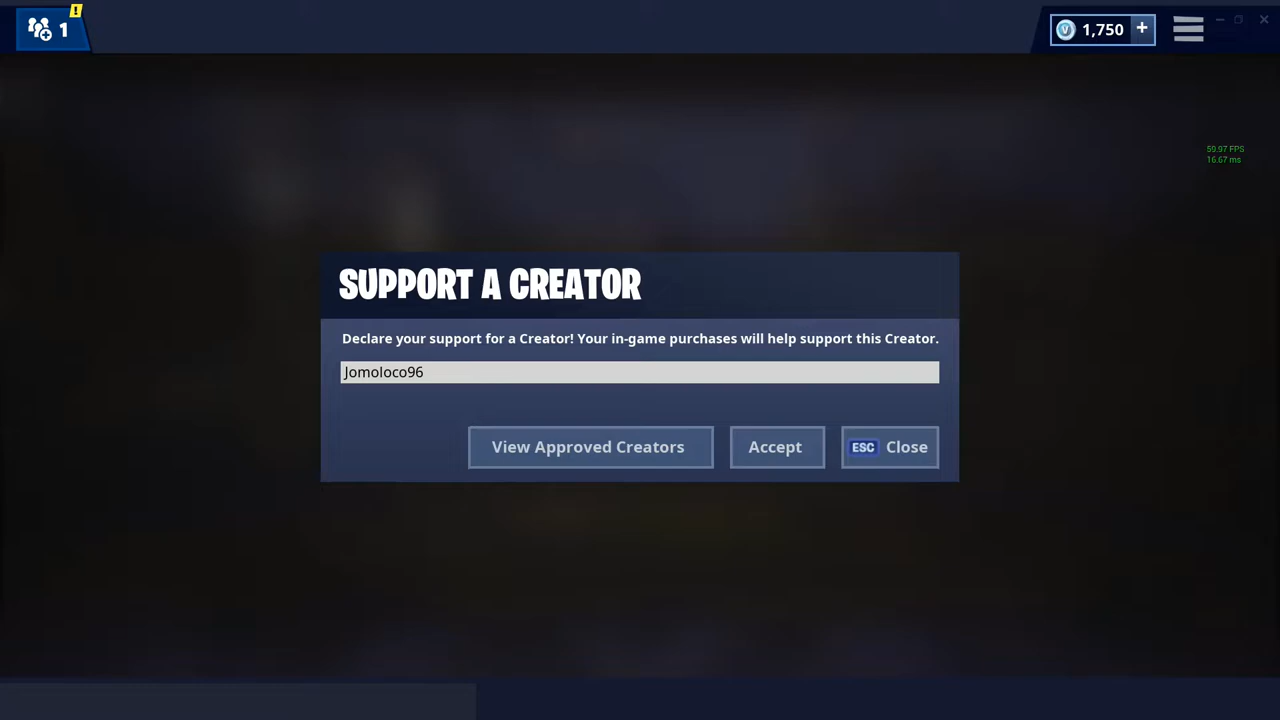 !
1
V
1,750
+
59.97 FPS
16.67 ms
SUPPORT A CREATOR
Declare your support for a Creator! Your in-game purchases will help support this Creator.
Jomoloco96
View Approved Creators
Accept
ESC Close